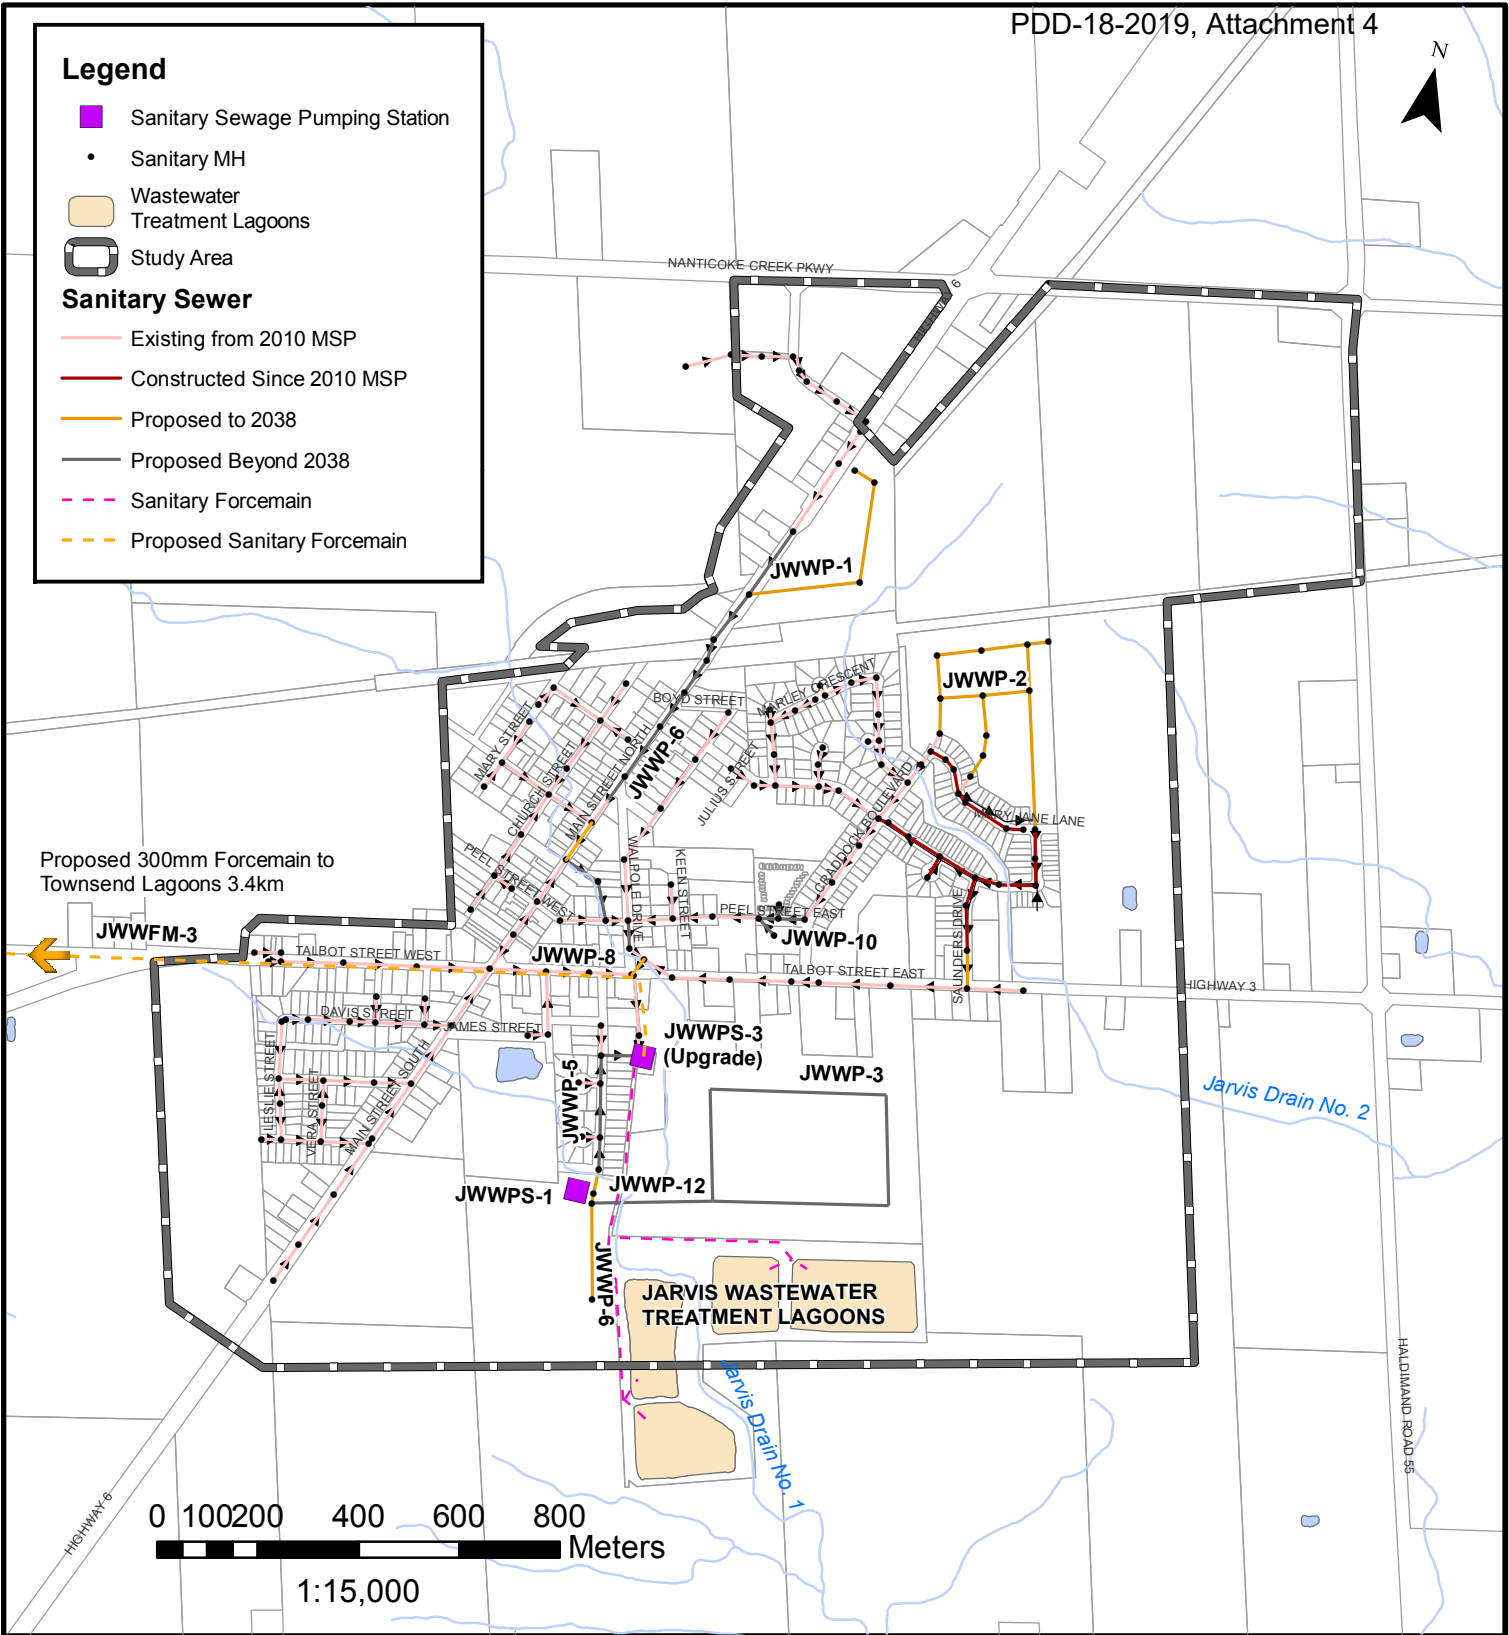 PDD-18-2019, Attachment 4
N
Legend
Sanitary Sewage Pumping Station
Sanitary MH
Wastewater
Treatment Lagoons
Study Area
Sanitary Sewer
Existing from 2010 MSP
Constructed Since 2010 MSP
Proposed to 2038
Proposed Beyond 2038
Sanitary Forcemain
Proposed Sanitary Forcemain
NANTICOKE CREEK PKWY
HIGHWAY 6
JWWP-1
JWWP-2
BOYD STREET
MARLEY CRESCENT
MARY STREET
CHURCH STREET
MAIN STREET NORTH
JWWP-6
JULIUS STREET
CRADDOCK BOULEVARD
MARY JANE LANE
PEEL STREET WEST
WALPOLE DRIVE
KEEN STREET
PEEL STREET EAST
JWWP-10
SAUNDERS DRIVE
Proposed 300mm Forcemain to
Townsend Lagoons 3.4km
JWWFM-3
TALBOT STREET WEST
JWWP-8
TALBOT STREET EAST
HIGHWAY 3
DAVIS STREET
JAMES STREET
JWWPS-3
(Upgrade)
JWWP-3
LESLIE STREET
VERA STREET
MAIN STREET SOUTH
JWWP-5
Jarvis Drain No. 2
JWWPS-1
JWWP-12
JWWP-6
JARVIS WASTEWATER
TREATMENT LAGOONS
Jarvis Drain No. 1
HALDIMAND ROAD 55
HIGHWAY 6
0 100 200 400 600 800
Meters
1:15,000